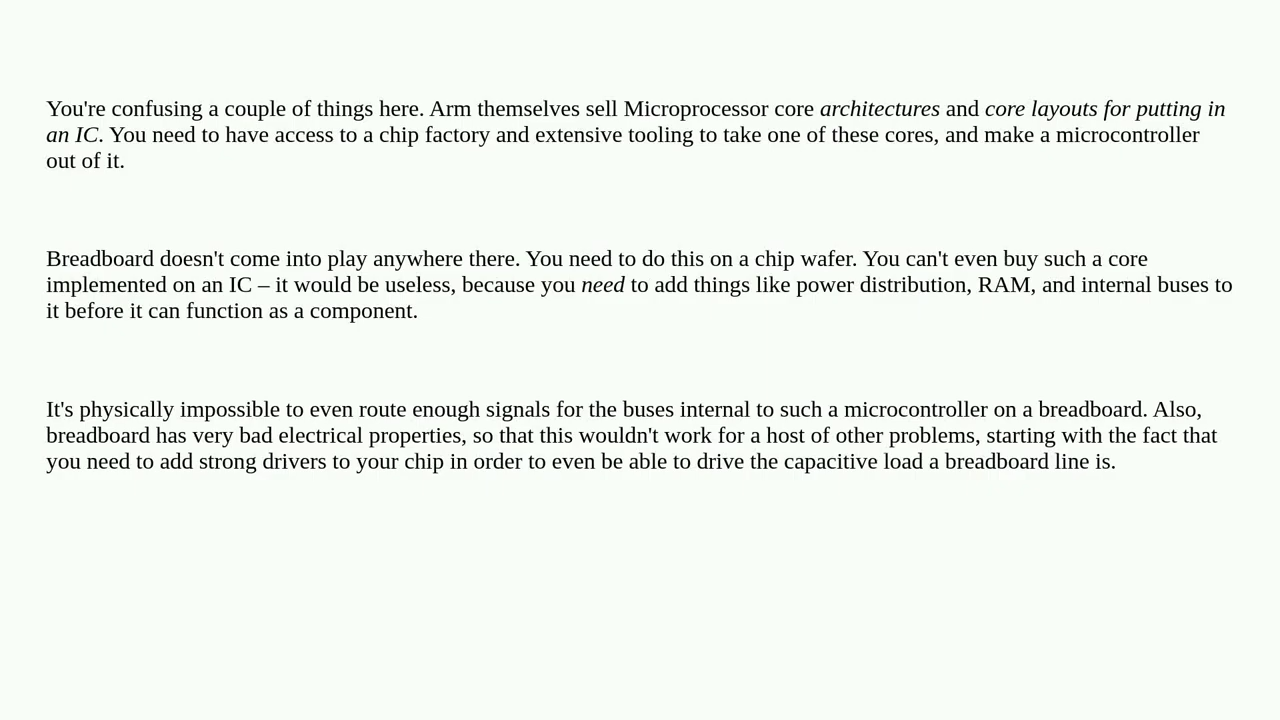 You're confusing a couple of things here. Arm themselves sell Microprocessor core architectures and core layouts for putting in
an IC. You need to have access to a chip factory and extensive tooling to take one of these cores, and make a microcontroller
out of it.
Breadboard doesn't come into play anywhere there. You need to do this on a chip wafer. You can't even buy such a core
implemented on an IC – it would be useless, because you need to add things like power distribution, RAM, and internal buses to
it before it can function as a component.
It's physically impossible to even route enough signals for the buses internal to such a microcontroller on a breadboard. Also,
breadboard has very bad electrical properties, so that this wouldn't work for a host of other problems, starting with the fact that
you need to add strong drivers to your chip in order to even be able to drive the capacitive load a breadboard line is.